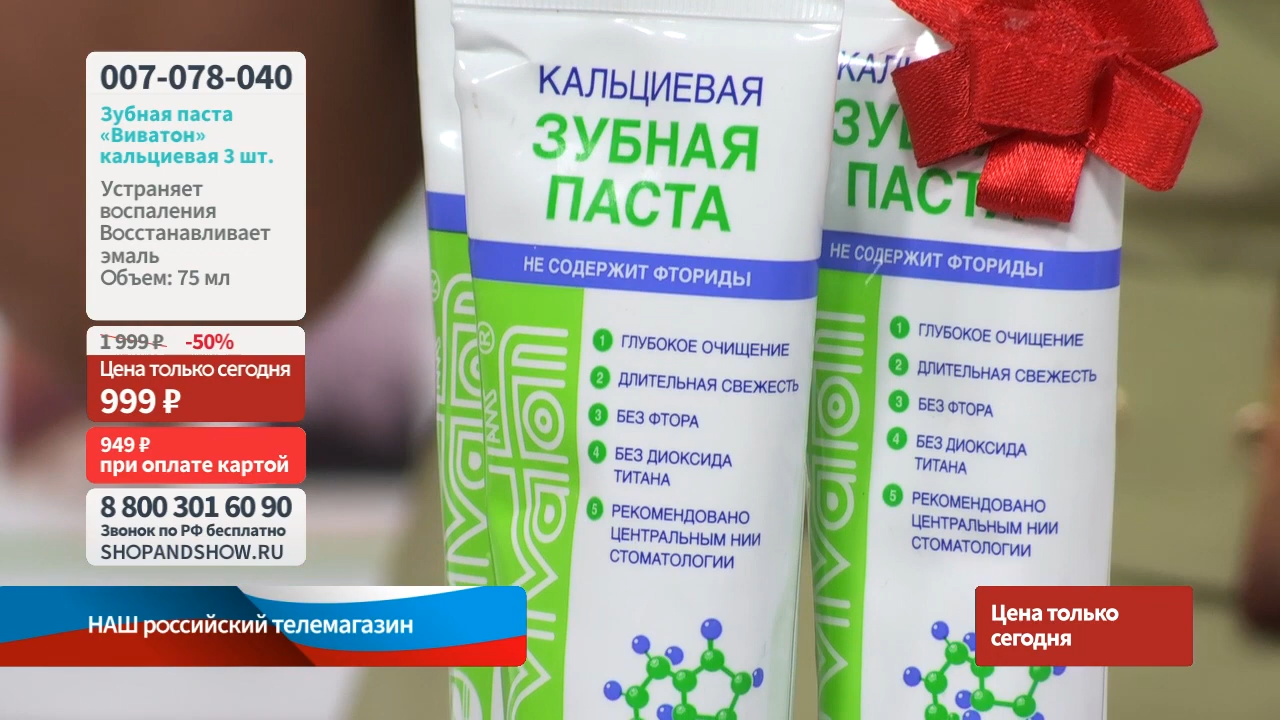 007-078-040
Зубная паста
«Виватон»
кальциевая 3 шт.
Устраняет
воспаления
Восстанавливает
эмаль
Объем: 75 мл
1 999 ₽ -50%
Цена только сегодня
999 ₽
949 ₽
при оплате картой
8 800 301 60 90
Звонок по РФ бесплатно
SHOPANDSHOW.RU
НАШ российский телемагазин
Цена только
сегодня
КАЛЬЦИЕВАЯ
ЗУБНАЯ
ПАСТА
НЕ СОДЕРЖИТ ФТОРИДЫ
1 ГЛУБОКОЕ ОЧИЩЕНИЕ
2 ДЛИТЕЛЬНАЯ СВЕЖЕСТЬ
3 БЕЗ ФТОРА
4 БЕЗ ДИОКСИДА
ТИТАНА
5 РЕКОМЕНДОВАНО
ЦЕНТРАЛЬНЫМ НИИ
СТОМАТОЛОГИИ
VIVATON®
КАЛ
ЗУБ
ПАСТА
НЕ СОДЕРЖИТ ФТОРИДЫ
1 ГЛУБОКОЕ ОЧИЩЕНИЕ
2 ДЛИТЕЛЬНАЯ СВЕЖЕСТЬ
3 БЕЗ ФТОРА
4 БЕЗ ДИОКСИДА
ТИТАНА
5 РЕКОМЕНДОВАНО
ЦЕНТРАЛЬНЫМ НИИ
СТОМАТОЛОГИИ